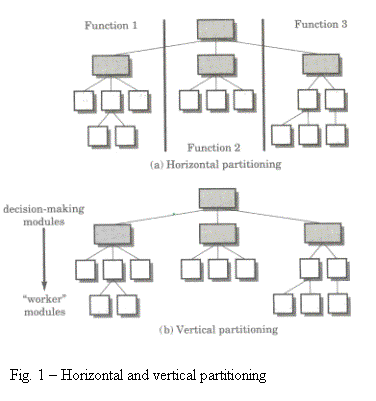 Function 1
Function 3
Function 2
(a) Horizontal partitioning
decision-making
modules
"worker"
modules
(b) Vertical partitioning
Fig. 1 – Horizontal and vertical partitioning